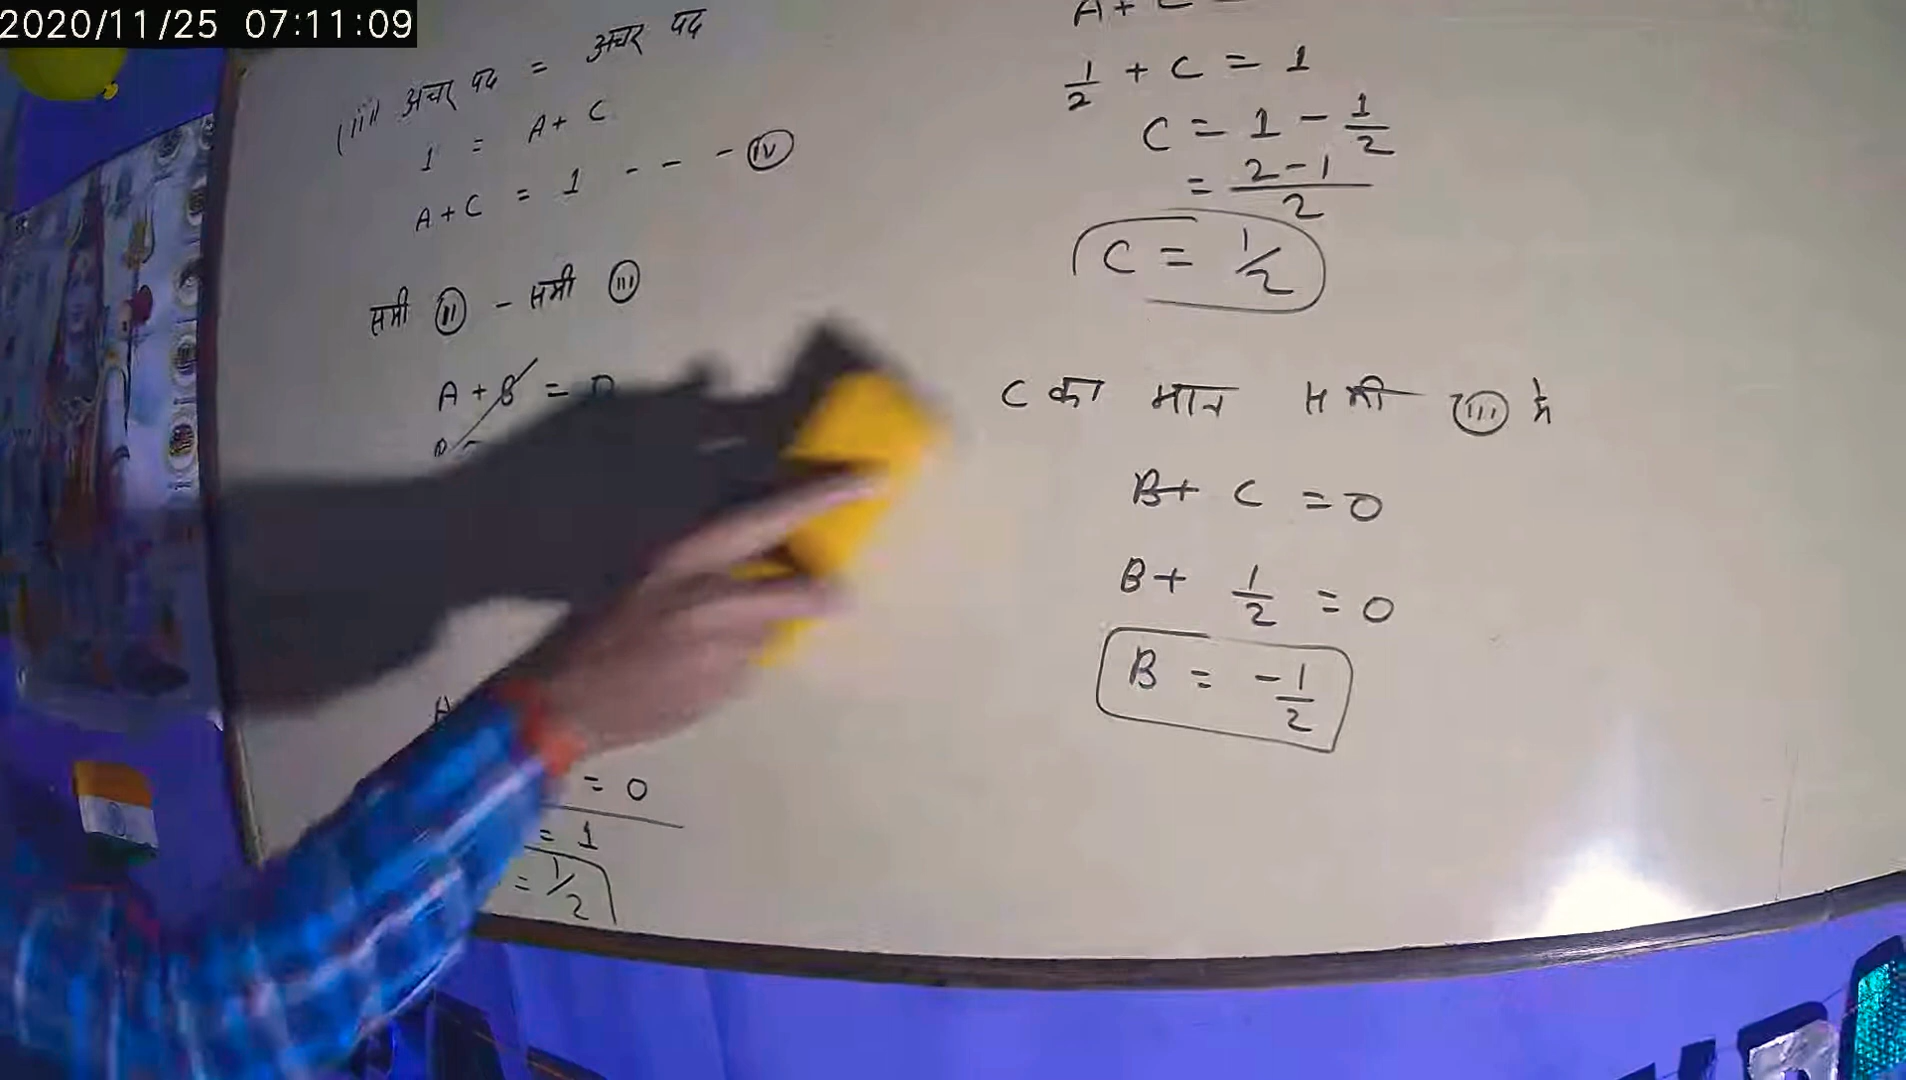 2020/11/25 07:11:09
(iii) अचर पद = अचर पद
1 = A + C
A + C = 1 - - - (iv)
समी (ii) - समी (iii)
A + B = 0
A
= 0
= 1
= 1/2
A + C =
1/2 + C = 1
C = 1 - 1/2
= 2-1/2
C = 1/2
C का मान समी (iii) में
B + C = 0
B + 1/2 = 0
B = -1/2